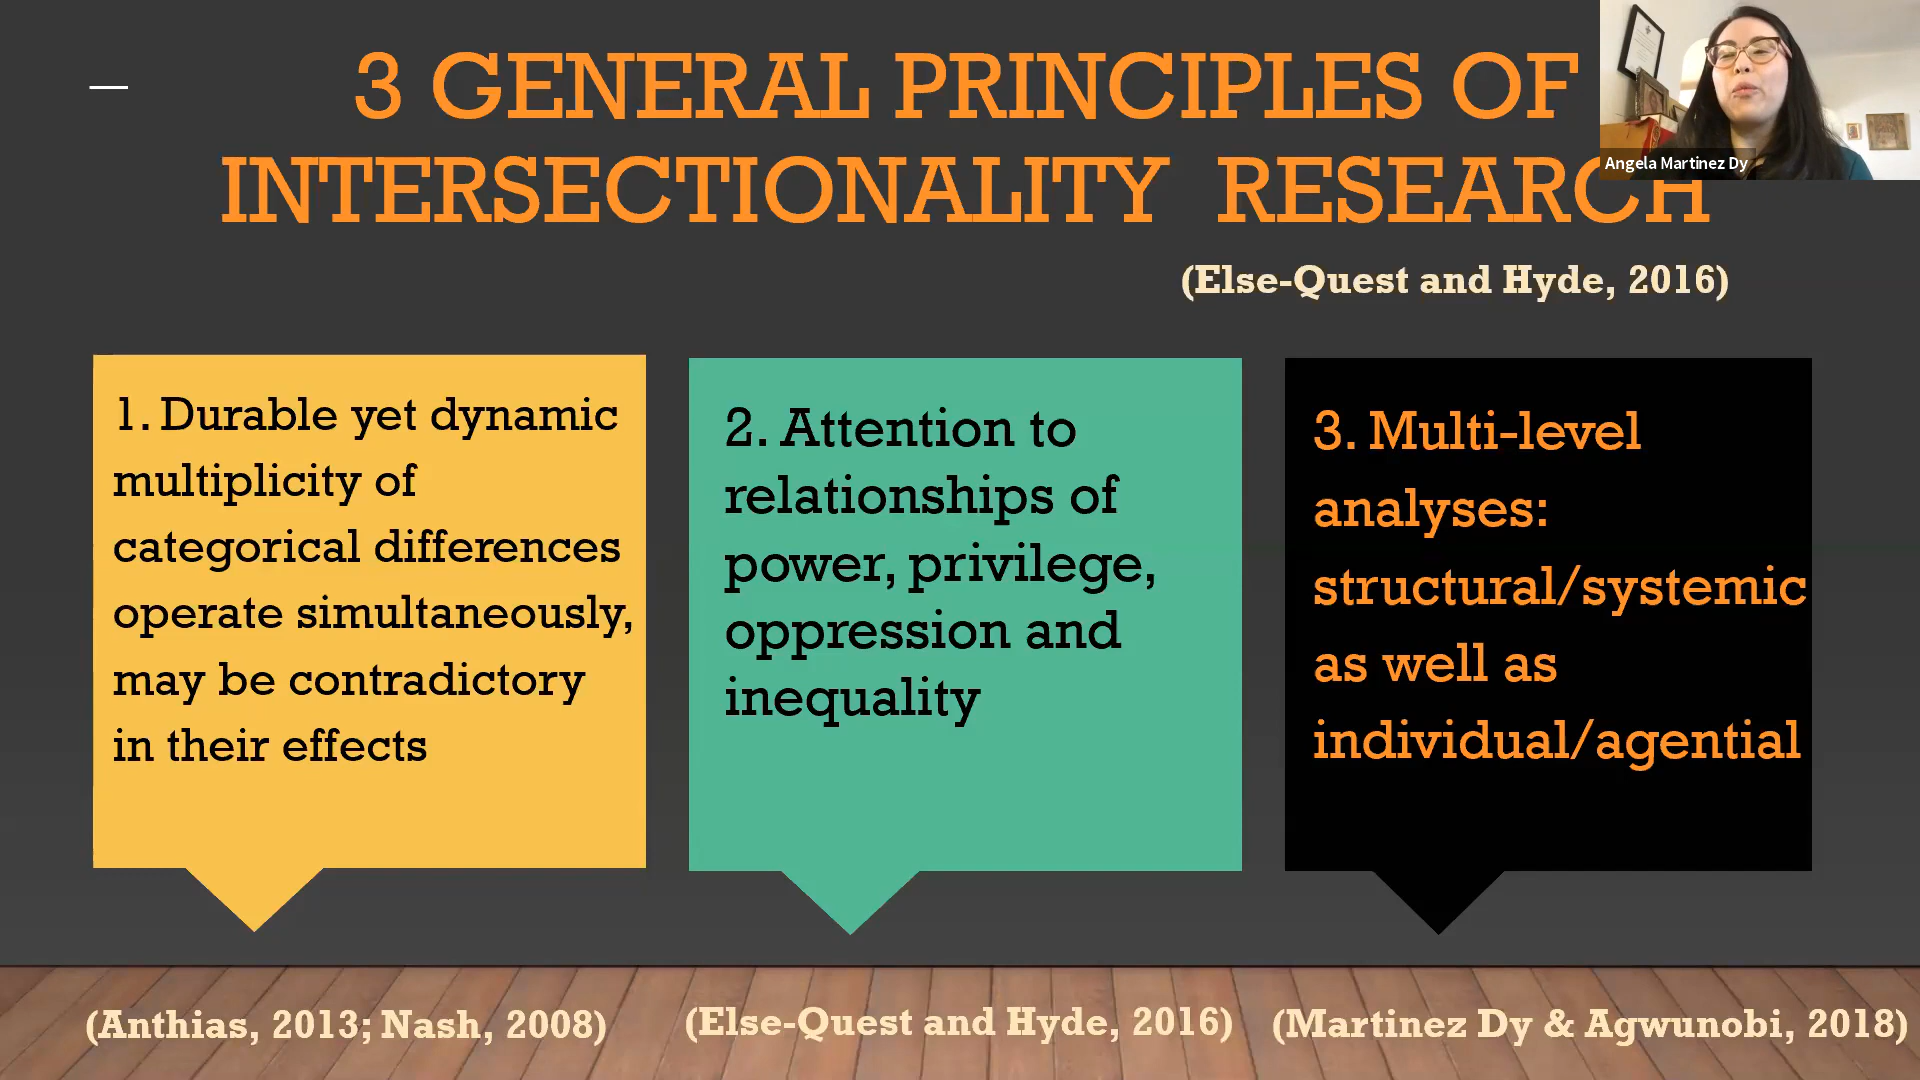 3 GENERAL PRINCIPLES OF
INTERSECTIONALITY RESEARCH
Angela Martinez Dy
(Else-Quest and Hyde, 2016)
1. Durable yet dynamic
multiplicity of
categorical differences
operate simultaneously,
may be contradictory
in their effects
2. Attention to
relationships of
power, privilege,
oppression and
inequality
3. Multi-level
analyses:
structural/systemic
as well as
individual/agential
(Anthias, 2013; Nash, 2008)
(Else-Quest and Hyde, 2016)
(Martinez Dy & Agwunobi, 2018)